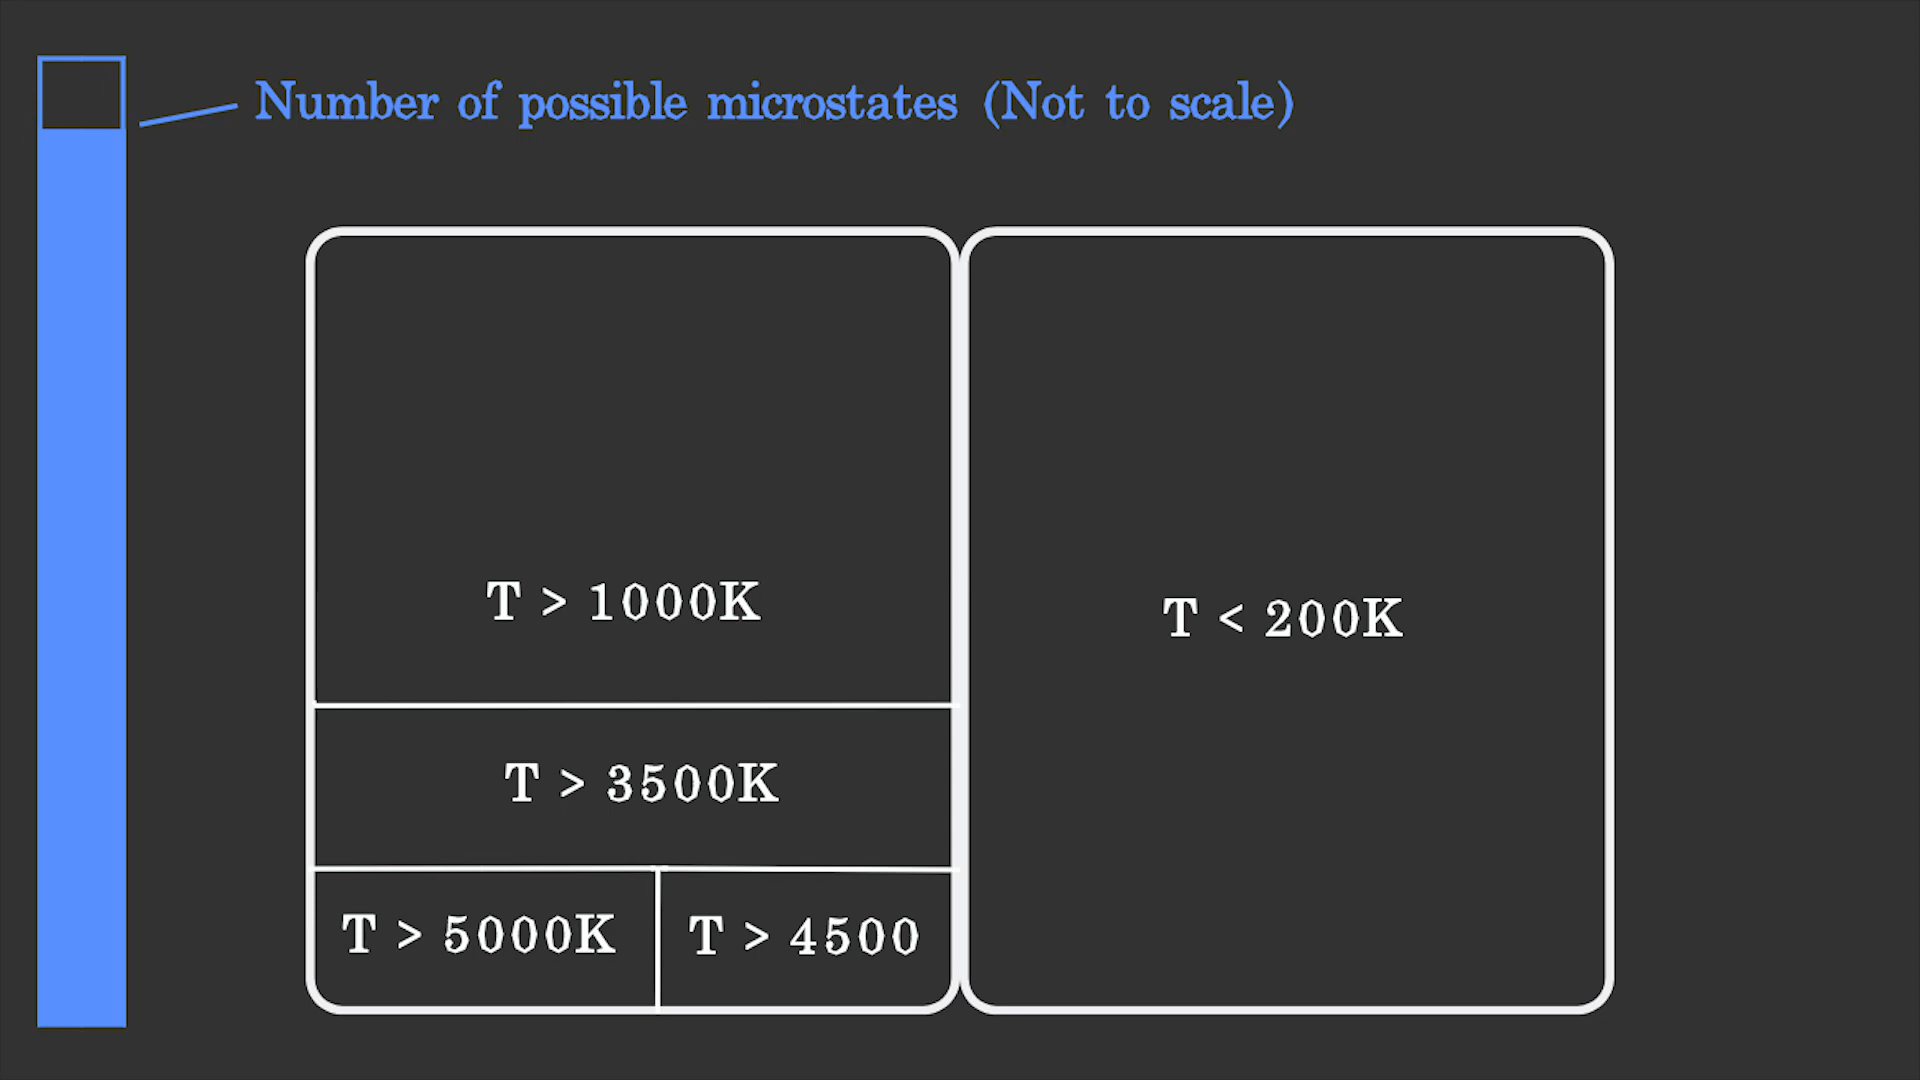 Number of possible microstates (Not to scale)
T > 1000K
T < 200K
T > 3500K
T > 5000K
T > 4500